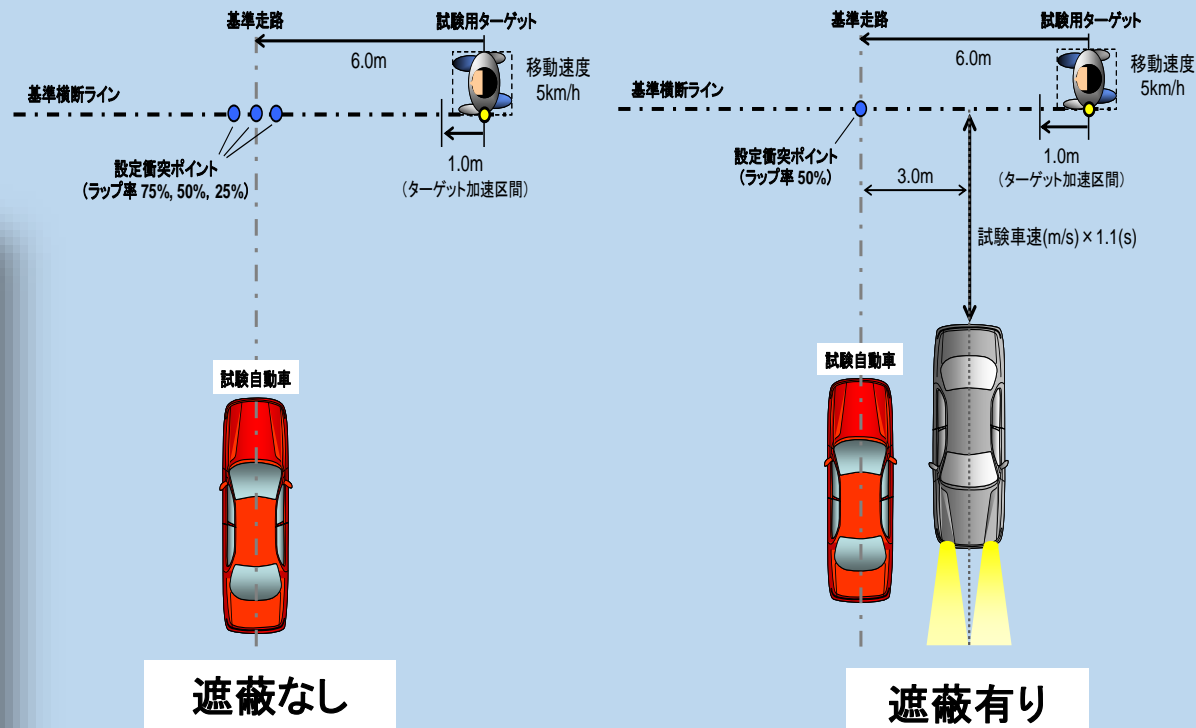 基準走路
試験用ターゲット
6.0m
移動速度
5km/h
基準横断ライン
設定衝突ポイント
(ラップ率 75%, 50%, 25%)
1.0m
(ターゲット加速区間)
試験自動車
遮蔽なし
基準走路
試験用ターゲット
6.0m
移動速度
5km/h
基準横断ライン
設定衝突ポイント
(ラップ率 50%)
3.0m
1.0m
(ターゲット加速区間)
試験車速(m/s)×1.1(s)
試験自動車
遮蔽有り